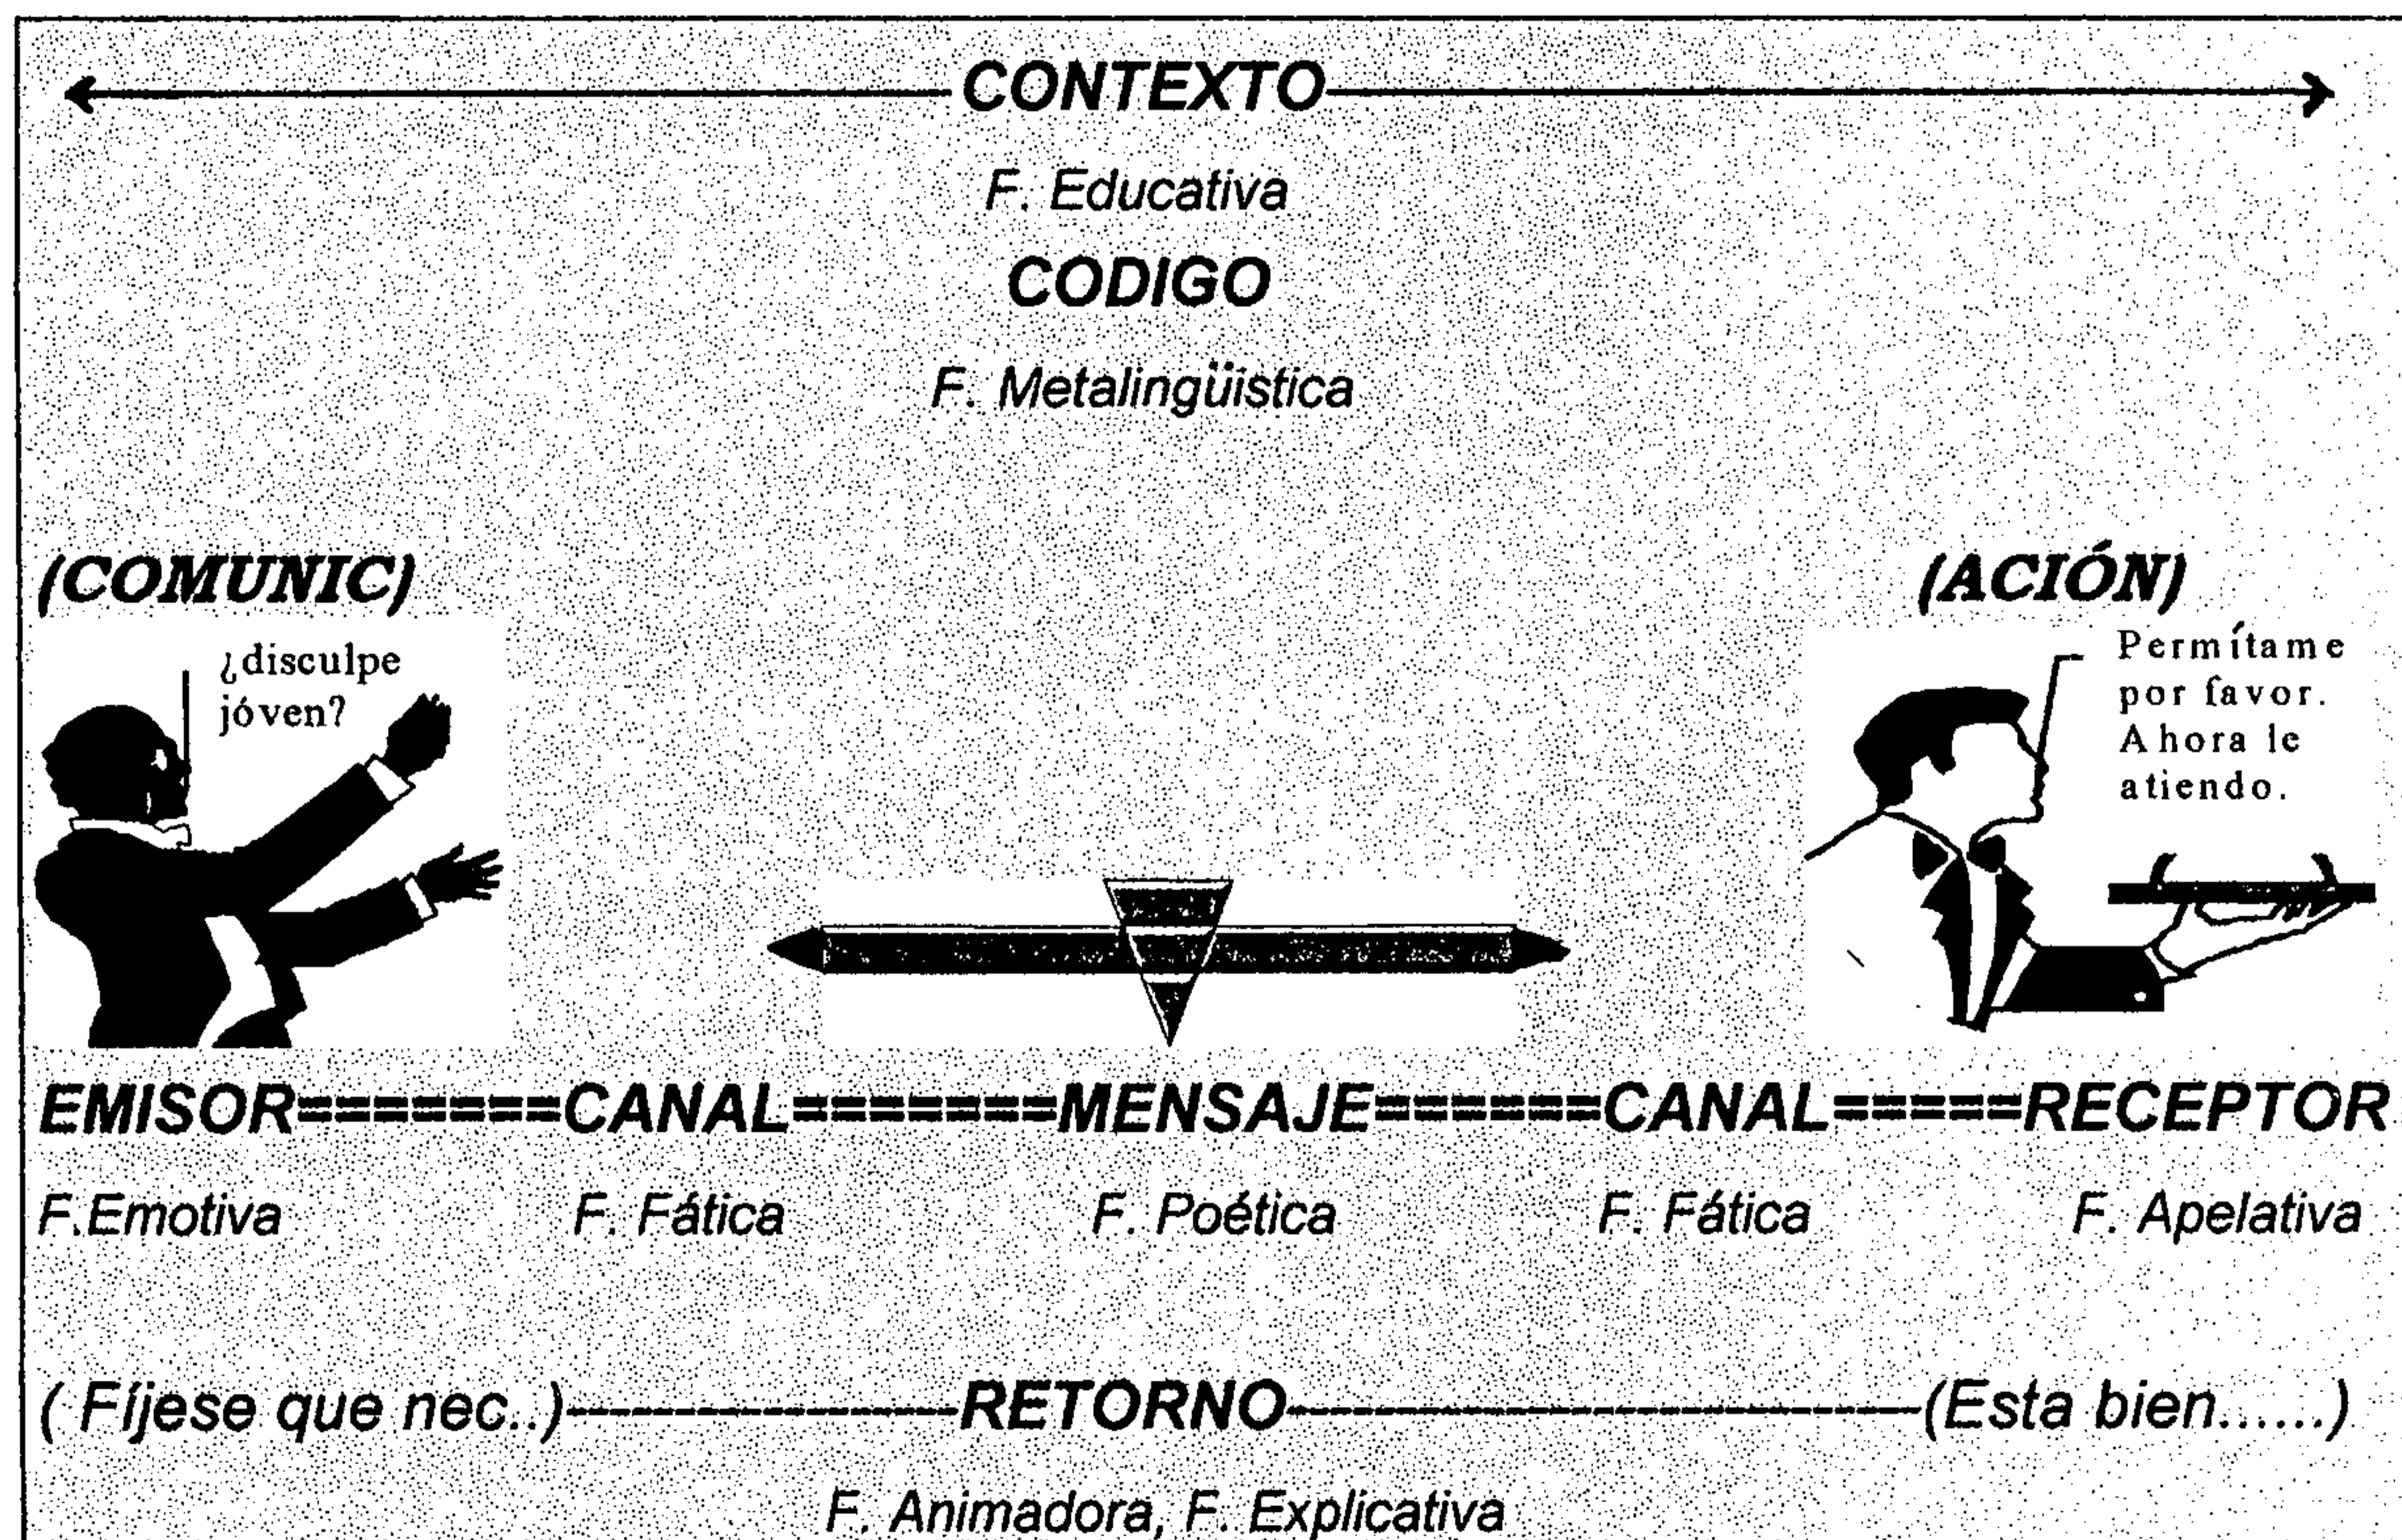 CONTEXTO
F. Educativa
CODIGO
F. Metalingüistica
(COMUNIC)
(ACIÓN)
¿disculpe
jóven?
Permítame
por favor.
Ahora le
atiendo.
EMISOR=======CANAL=======MENSAJE======CANAL=====RECEPTOR
F.Emotiva F. Fática F. Poética F. Fática F. Apelativa
( Fíjese que nec..)----------------RETORNO--------------------------(Esta bien......)
F. Animadora, F. Explicativa